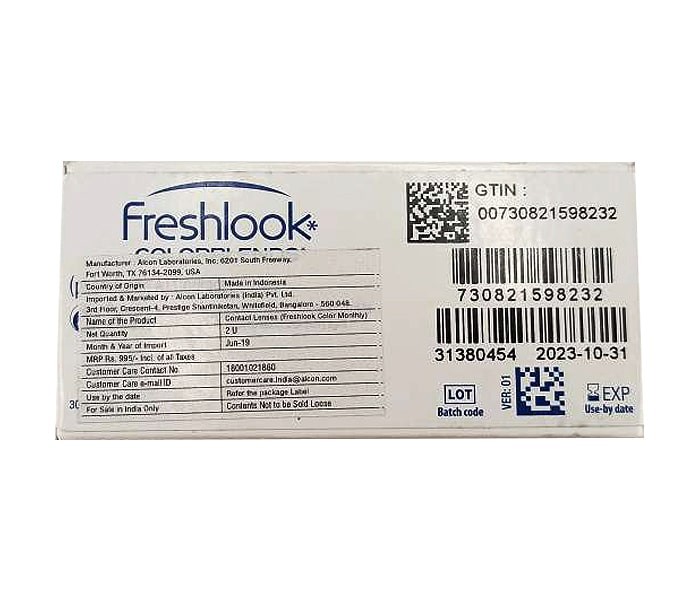 Freshlook*
COLORBLENDS
Manufacturer : Alcon Laboratories, Inc. 6201 South Freeway.
Fort Worth, TX 76134-2099, USA
Country of Origin Made in Indonesia
Imported & Marketed by : Alcon Laboratories (India) Pvt. Ltd
3rd Floor, Crescent-4, Prestige Shantiniketan, Whitefield, Bangalore - 560 048.
Name of the Product Contact Lenses (Freshlook Color Monthly)
Net Quantity 2 U
Month & Year of Import Jun-19
MRP Rs. 995/- Incl. of all Taxes
Customer Care Contact No 18001021860
Customer Care e-mail ID customercare.india@alcon.com
Use by the date Refer the package Label
For Sale in India Only Contents Not to be Sold Loose
30
GTIN :
00730821598232
730821598232
31380454 2023-10-31
LOT
Batch code
VER: 01
EXP
Use-by date